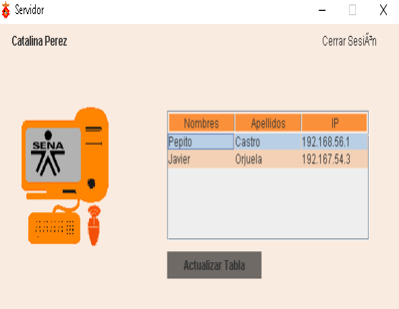 Servidor
Catalina Perez
Cerrar SesiÃ³n
SENA
Nombres Apellidos IP
Pepito Castro 192.168.56.1
Javier Orjuela 192.167.54.3
Actualizar Tabla